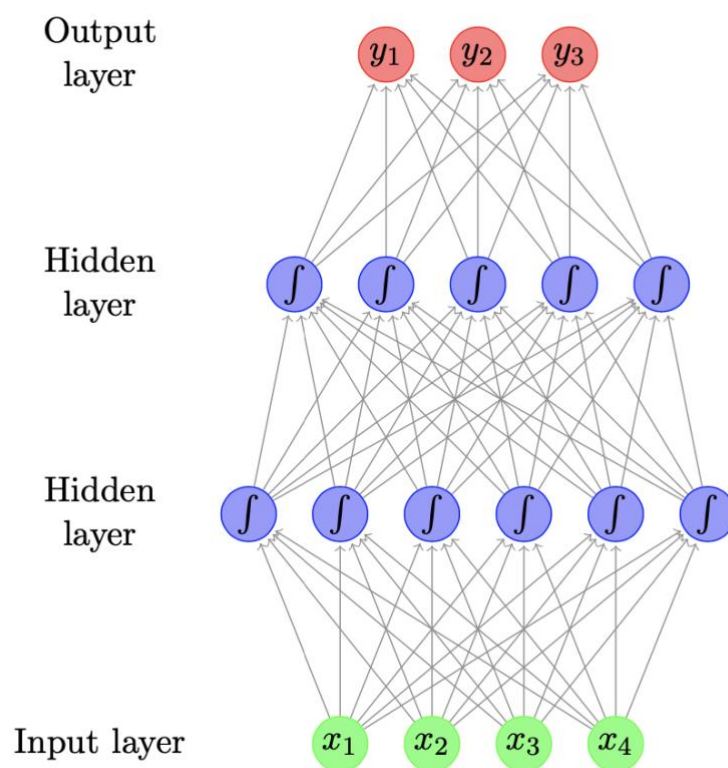 Output
layer
y₁ y₂ y₃
Hidden
layer
∫ ∫ ∫ ∫ ∫
Hidden
layer
∫ ∫ ∫ ∫ ∫ ∫
Input layer
x₁ x₂ x₃ x₄